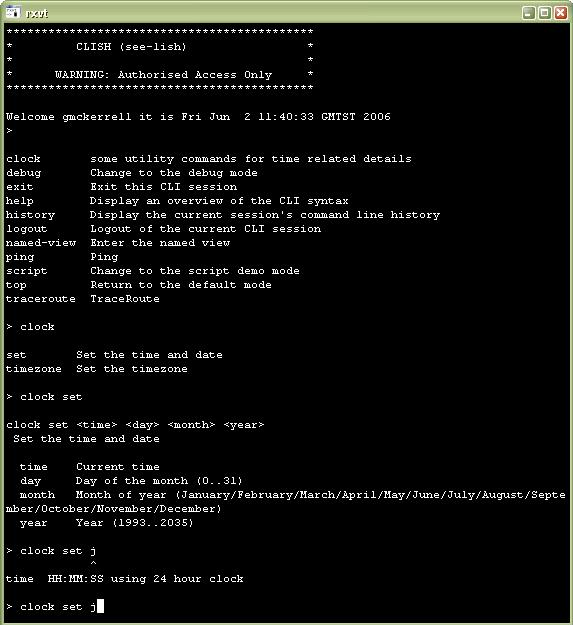 rxvt
********************************************
*         CLISH (see-lish)                 *
*                                          *
*      WARNING: Authorised Access Only     *
********************************************
Welcome gmckerrell it is Fri Jun  2 11:40:33 GMTST 2006
>
clock       some utility commands for time related details
debug       Change to the debug mode
exit        Exit this CLI session
help        Display an overview of the CLI syntax
history     Display the current session's command line history
logout      Logout of the current CLI session
named-view  Enter the named view
ping        Ping
script      Change to the script demo mode
top         Return to the default mode
traceroute  TraceRoute
> clock
set       Set the time and date
timezone  Set the timezone
> clock set
clock set <time> <day> <month> <year>
 Set the time and date
  time    Current time
  day     Day of the month (0..31)
  month   Month of year (January/February/March/April/May/June/July/August/Septe
mber/October/November/December)
  year    Year (1993..2035)
> clock set j
            ^
time  HH:MM:SS using 24 hour clock
> clock set j